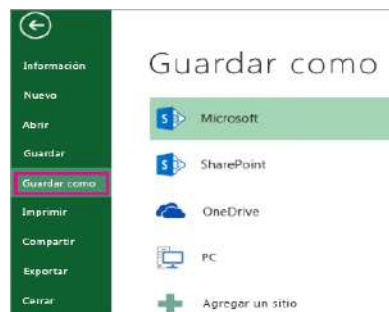 Información
Nuevo
Abrir
Guardar
Guardar como
Imprimir
Compartir
Exportar
Cerrar
Guardar como
Microsoft
SharePoint
OneDrive
PC
Agregar un sitio